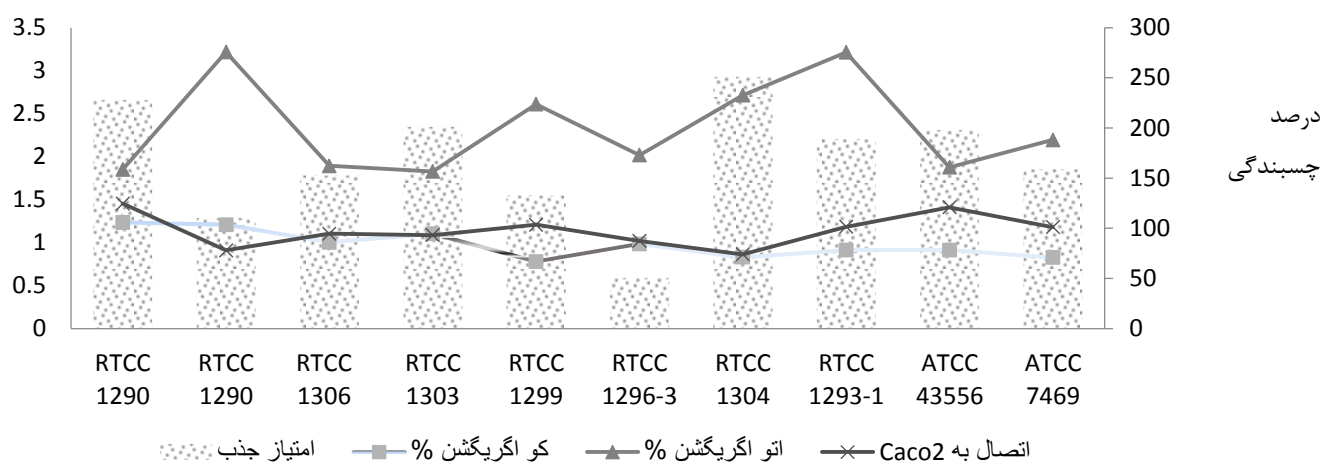 3.5
3
2.5
2
1.5
1
0.5
0
300
250
200
150
100
50
0
درصد
چسبندگی
RTCC 1290
RTCC 1290
RTCC 1306
RTCC 1303
RTCC 1299
RTCC 1296-3
RTCC 1304
RTCC 1293-1
ATCC 43556
ATCC 7469
امتیاز جذب
کو اگریگشن %
اتو اگریگشن %
اتصال به Caco2